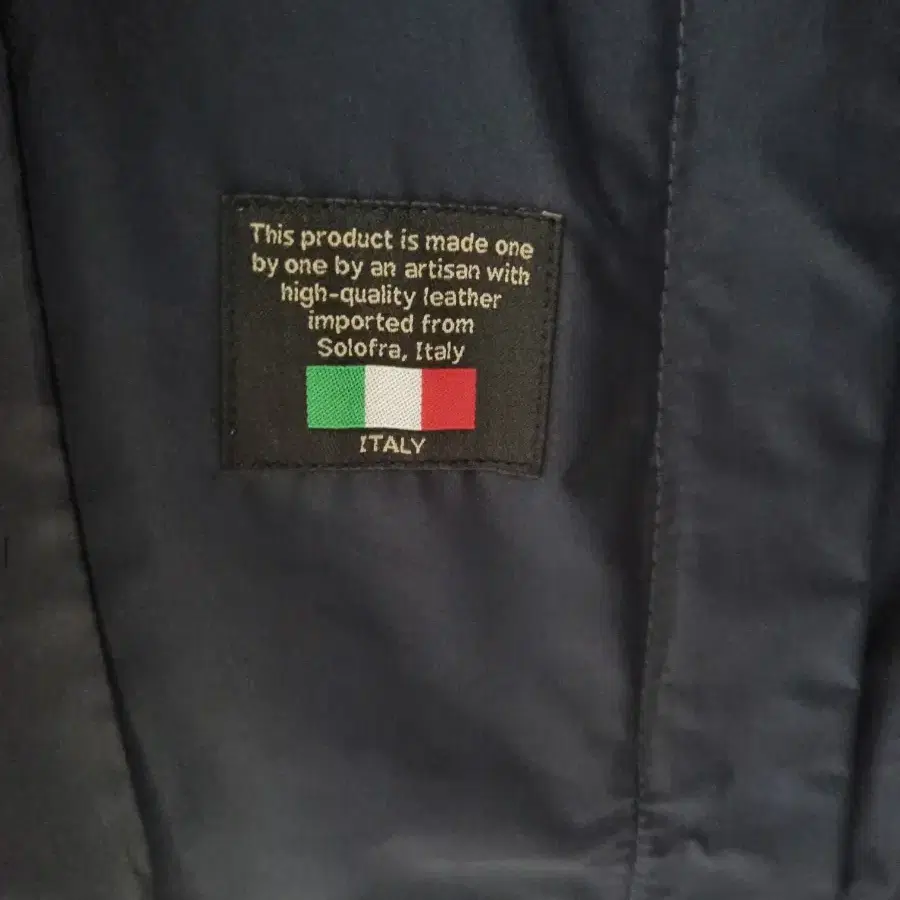 This product is made one
by one by an artisan with
high-quality leather
imported from
Solofra, Italy
ITALY